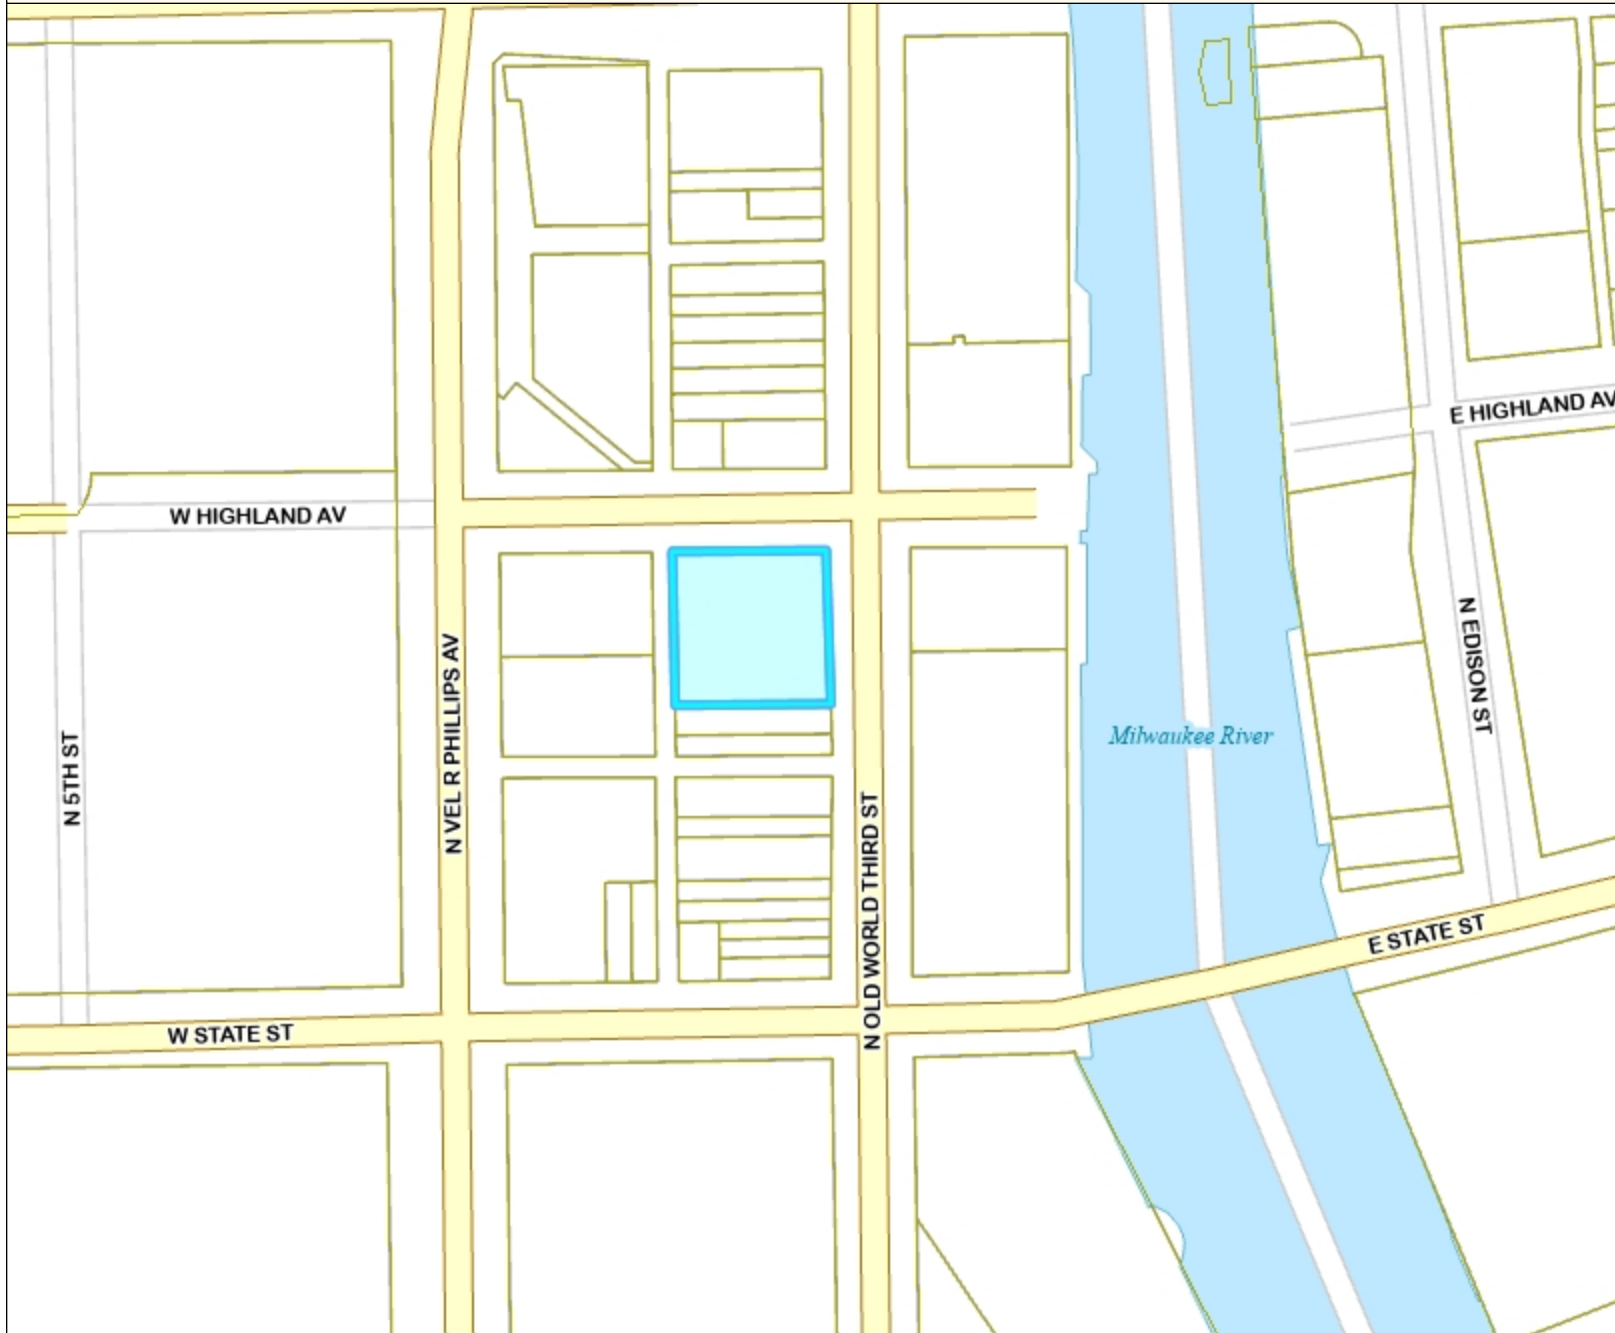 E HIGHLAND AV
W HIGHLAND AV
N EDISON ST
N VEL R PHILLIPS AV
Milwaukee River
N 5TH ST
N OLD WORLD THIRD ST
E STATE ST
W STATE ST